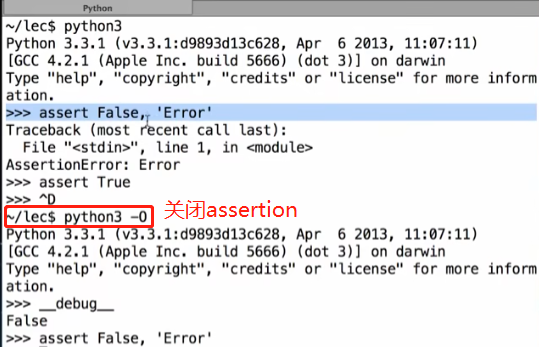 Python
~/lec$ python3
Python 3.3.1 (v3.3.1:d9893d13c628, Apr  6 2013, 11:07:11)
[GCC 4.2.1 (Apple Inc. build 5666) (dot 3)] on darwin
Type "help", "copyright", "credits" or "license" for more inform
ation.
>>> assert False, 'Error'
Traceback (most recent call last):
  File "<stdin>", line 1, in <module>
AssertionError: Error
>>> assert True
>>> ^D
~/lec$ python3 -O 关闭assertion
Python 3.3.1 (v3.3.1:d9893d13c628, Apr  6 2013, 11:07:11)
[GCC 4.2.1 (Apple Inc. build 5666) (dot 3)] on darwin
Type "help", "copyright", "credits" or "license" for more inform
ation.
>>> __debug__
False
>>> assert False, 'Error'